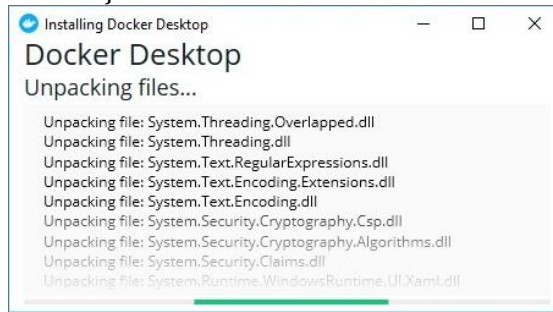 Installing Docker Desktop
Docker Desktop
Unpacking files...
Unpacking file: System.Threading.Overlapped.dll
Unpacking file: System.Threading.dll
Unpacking file: System.Text.RegularExpressions.dll
Unpacking file: System.Text.Encoding.Extensions.dll
Unpacking file: System.Text.Encoding.dll
Unpacking file: System.Security.Cryptography.Csp.dll
Unpacking file: System.Security.Cryptography.Algorithms.dll
Unpacking file: System.Security.Claims.dll
Unpacking file: System.Runtime.WindowsRuntime.UI.Xaml.dll